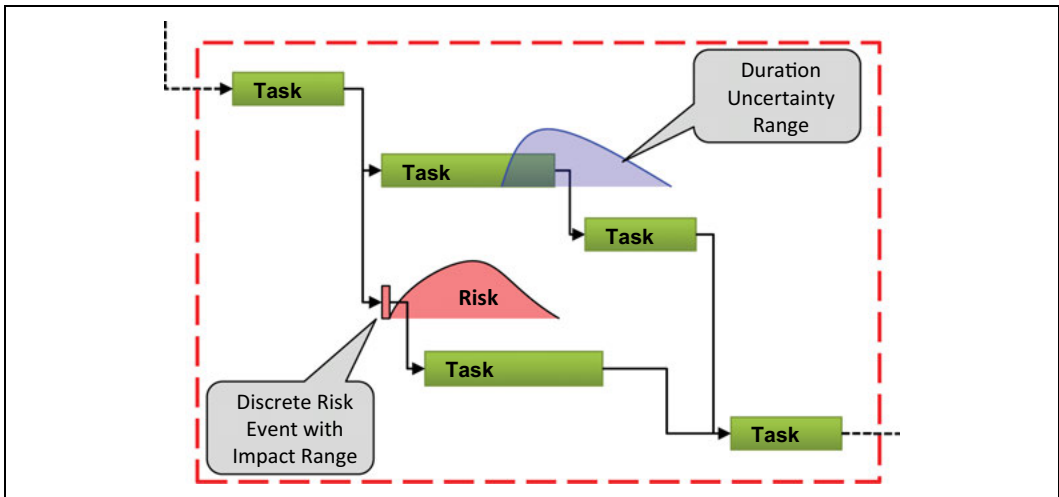 Task
Duration
Uncertainty
Range
Task
Task
Risk
Task
Discrete Risk
Event with
Impact Range
Task